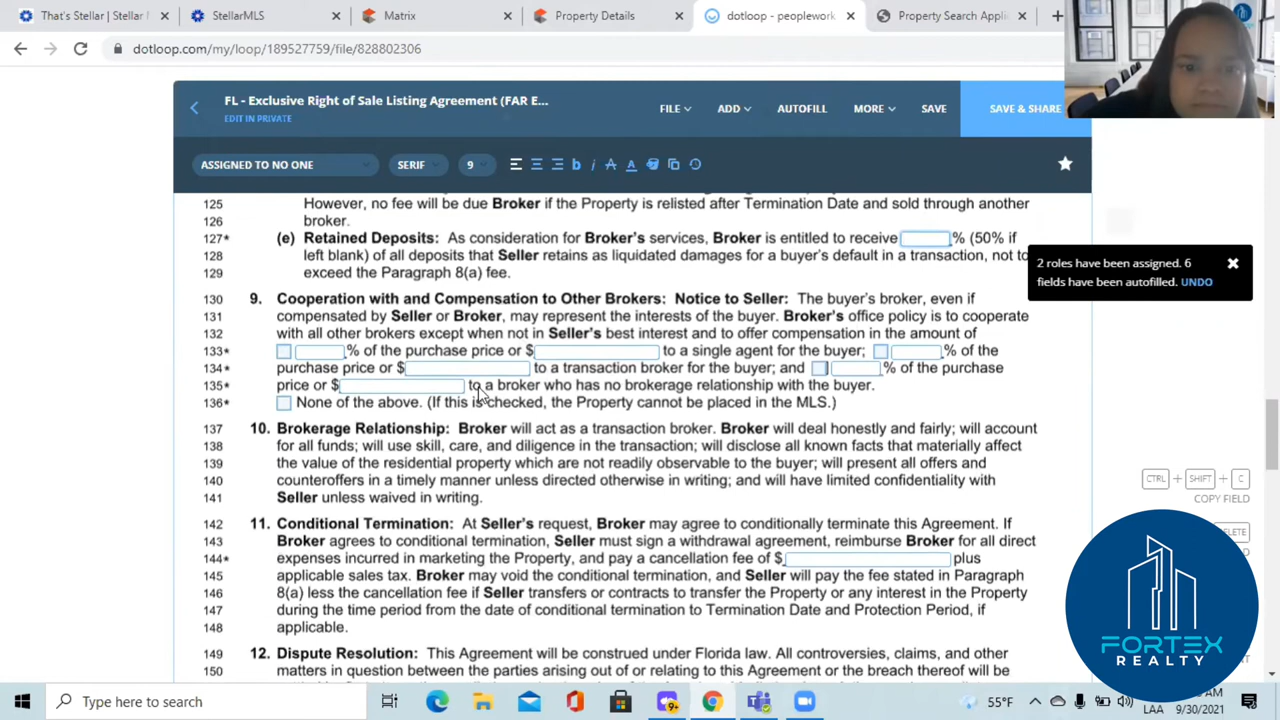 That's Stellar | Stellar M
StellarMLS
Matrix
Property Details
dotloop - peoplework
Property Search Appli
dotloop.com/my/loop/189527759/file/828802306
FL - Exclusive Right of Sale Listing Agreement (FAR E...
EDIT IN PRIVATE
FILE ADD AUTOFILL MORE SAVE SAVE & SHARE
ASSIGNED TO NO ONE SERIF 9
125 However, no fee will be due Broker if the Property is relisted after Termination Date and sold through another
126 broker.
127* (e) Retained Deposits: As consideration for Broker's services, Broker is entitled to receive % (50% if
128 left blank) of all deposits that Seller retains as liquidated damages for a buyer's default in a transaction, not to
129 exceed the Paragraph 8(a) fee.
2 roles have been assigned. 6
fields have been autofilled. UNDO
130 9. Cooperation with and Compensation to Other Brokers: Notice to Seller: The buyer's broker, even if
131 compensated by Seller or Broker, may represent the interests of the buyer. Broker's office policy is to cooperate
132 with all other brokers except when not in Seller's best interest and to offer compensation in the amount of
133* % of the purchase price or $ to a single agent for the buyer; % of the
134* purchase price or $ to a transaction broker for the buyer; and % of the purchase
135* price or $ to a broker who has no brokerage relationship with the buyer.
136* None of the above. (If this is checked, the Property cannot be placed in the MLS.)
137 10. Brokerage Relationship: Broker will act as a transaction broker. Broker will deal honestly and fairly; will account
138 for all funds; will use skill, care, and diligence in the transaction; will disclose all known facts that materially affect
139 the value of the residential property which are not readily observable to the buyer; will present all offers and
140 counteroffers in a timely manner unless directed otherwise in writing; and will have limited confidentiality with
141 Seller unless waived in writing.
CTRL + SHIFT + C
COPY FIELD
142 11. Conditional Termination: At Seller's request, Broker may agree to conditionally terminate this Agreement. If
143 Broker agrees to conditional termination, Seller must sign a withdrawal agreement, reimburse Broker for all direct
144* expenses incurred in marketing the Property, and pay a cancellation fee of $ plus
145 applicable sales tax. Broker may void the conditional termination, and Seller will pay the fee stated in Paragraph
146 8(a) less the cancellation fee if Seller transfers or contracts to transfer the Property or any interest in the Property
147 during the time period from the date of conditional termination to Termination Date and Protection Period, if
148 applicable.
149 12. Dispute Resolution: This Agreement will be construed under Florida law. All controversies, claims, and other
150 matters in question between the parties arising out of or relating to this Agreement or the breach thereof will be
FORTEX
REALTY
Type here to search
9+
55°F
LAA 9/30/2021